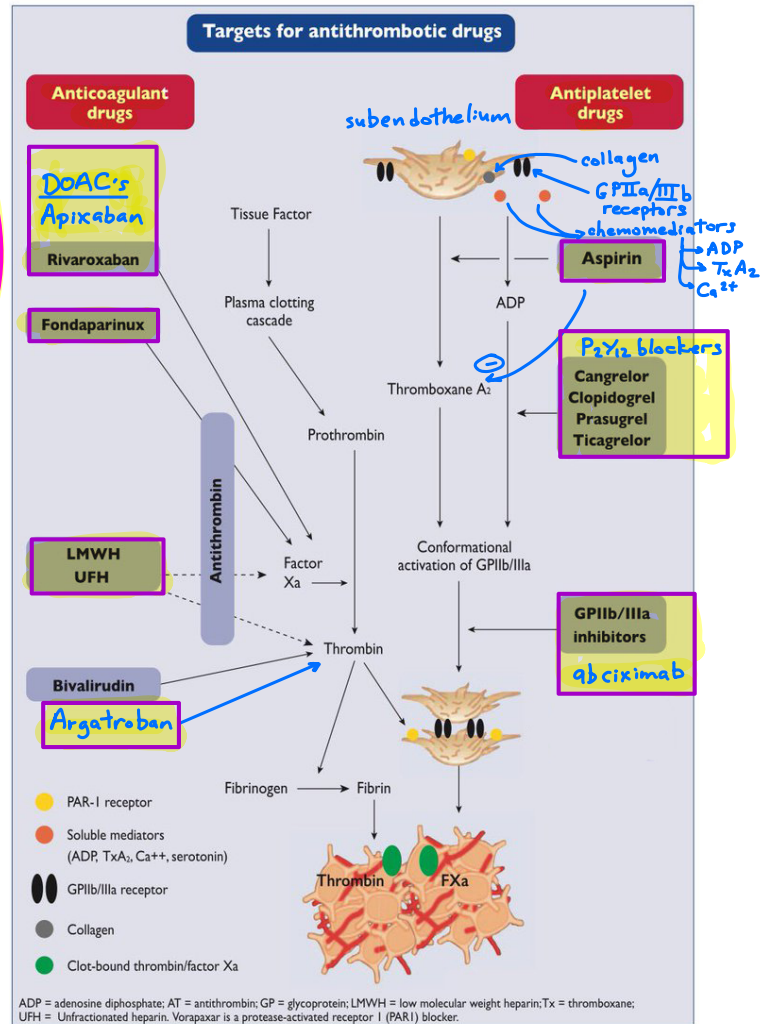 Targets for antithrombotic drugs
Anticoagulant
drugs
Antiplatelet
drugs
subendothelium
collagen
GPIIa/IIIb
receptors
chemomediators
ADP
TxA2
Ca2+
DOAC's
Apixaban
Rivaroxaban
Fondaparinux
Tissue Factor
Plasma clotting
cascade
Prothrombin
Aspirin
ADP
Thromboxane A2
P2Y12 blockers
Cangrelor
Clopidogrel
Prasugrel
Ticagrelor
Antithrombin
LMWH
UFH
Factor
Xa
Conformational
activation of GPIIb/IIIa
GPIIb/IIIa
inhibitors
abciximab
Thrombin
Bivalirudin
Argatroban
Fibrinogen
Fibrin
Thrombin
FXa
PAR-1 receptor
Soluble mediators
(ADP, TxA2, Ca++, serotonin)
GPIIb/IIIa receptor
Collagen
Clot-bound thrombin/factor Xa
ADP = adenosine diphosphate; AT = antithrombin; GP = glycoprotein; LMWH = low molecular weight heparin; Tx = thromboxane;
UFH = Unfractionated heparin. Vorapaxar is a protease-activated receptor 1 (PAR1) blocker.